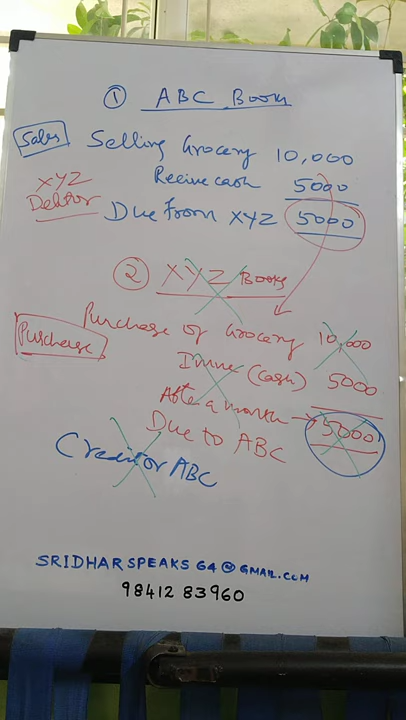 ① ABC Books
Sales
Selling Grocery 10,000
Receive cash 5000
XYZ
Debtor
Due from XYZ 5000
② XYZ Books
Purchase of Grocery 10,000
Purchase
(Cash) 5000
After a month → 5000
Due to ABC
Creditor ABC
SRIDHARSPEAKS64@GMAIL.COM
98412 83960